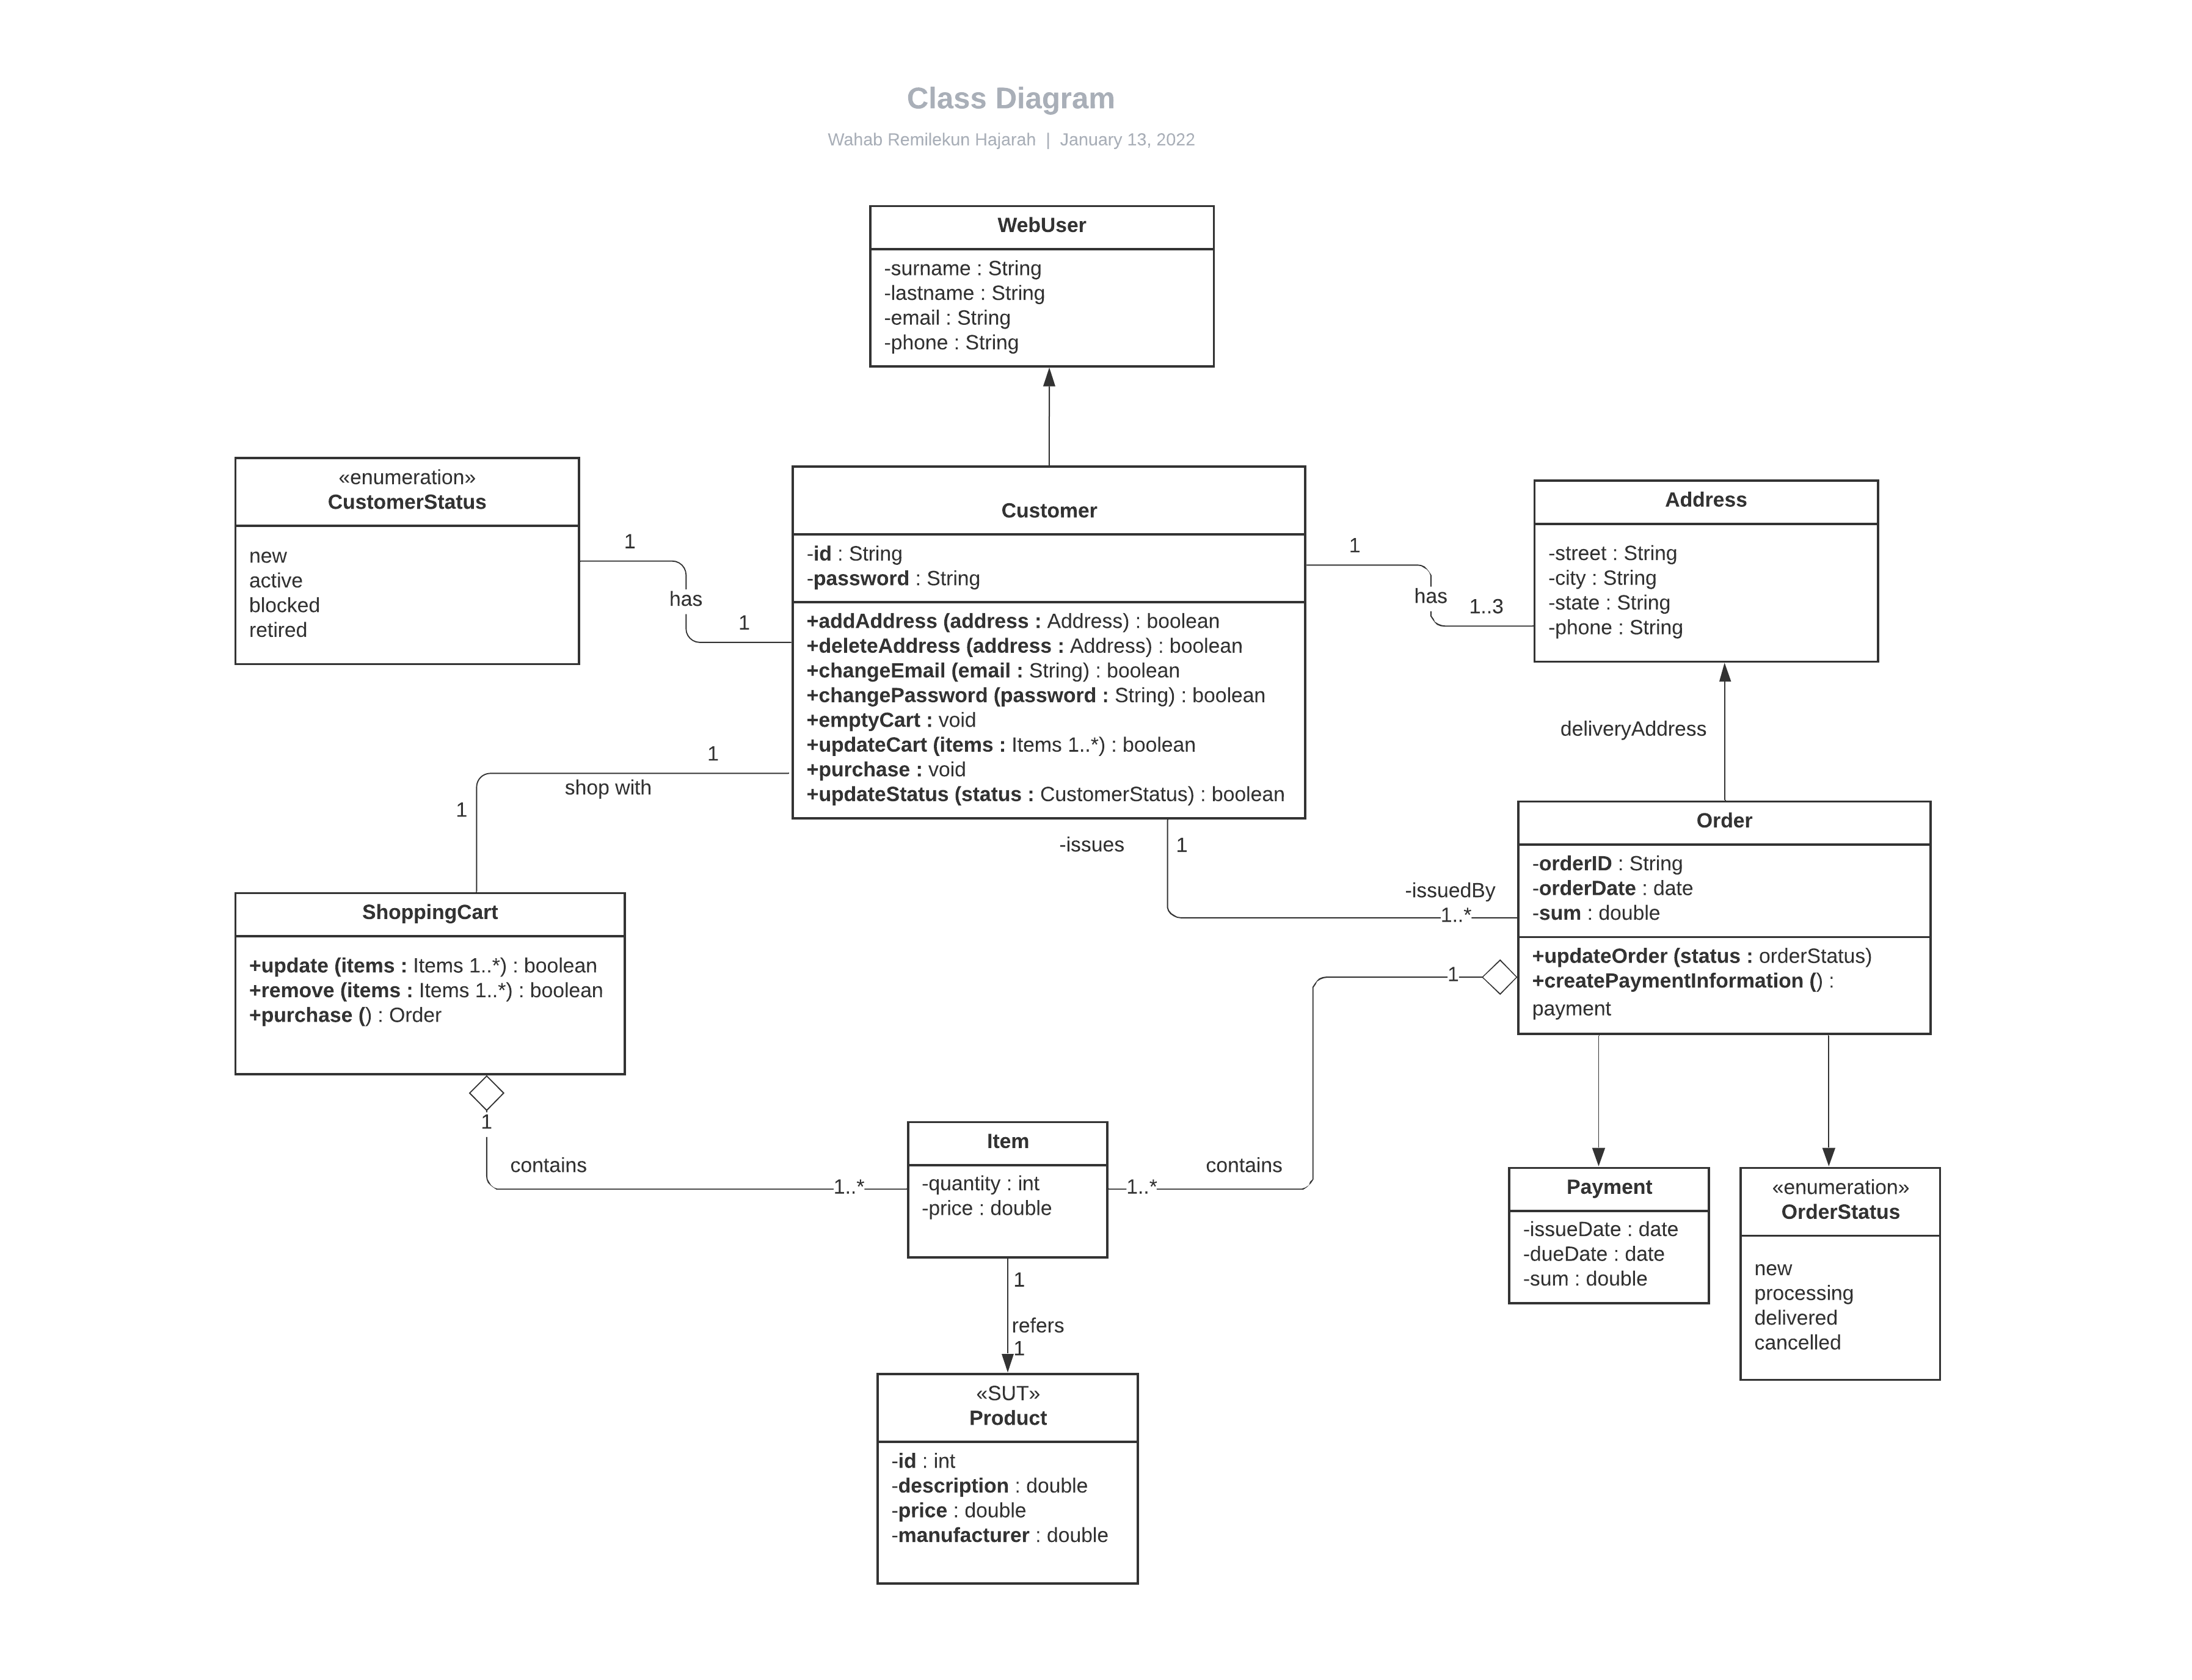 Class Diagram
Wahab Remilekun Hajarah | January 13, 2022
WebUser
-surname : String
-lastname : String
-email : String
-phone : String
«enumeration»
CustomerStatus
new
active
blocked
retired
1
has
1
Customer
-id : String
-password : String
+addAddress (address : Address) : boolean
+deleteAddress (address : Address) : boolean
+changeEmail (email : String) : boolean
+changePassword (password : String) : boolean
+emptyCart : void
+updateCart (items : Items 1..*) : boolean
+purchase : void
+updateStatus (status : CustomerStatus) : boolean
1
has
1..3
Address
-street : String
-city : String
-state : String
-phone : String
deliveryAddress
1
shop with
1
-issues
1
-issuedBy
1..*
Order
-orderID : String
-orderDate : date
-sum : double
+updateOrder (status : orderStatus)
+createPaymentInformation () :
payment
ShoppingCart
+update (items : Items 1..*) : boolean
+remove (items : Items 1..*) : boolean
+purchase () : Order
1
contains
1..*
Item
-quantity : int
-price : double
1..*
contains
1
Payment
-issueDate : date
-dueDate : date
-sum : double
«enumeration»
OrderStatus
new
processing
delivered
cancelled
1
refers
1
«SUT»
Product
-id : int
-description : double
-price : double
-manufacturer : double